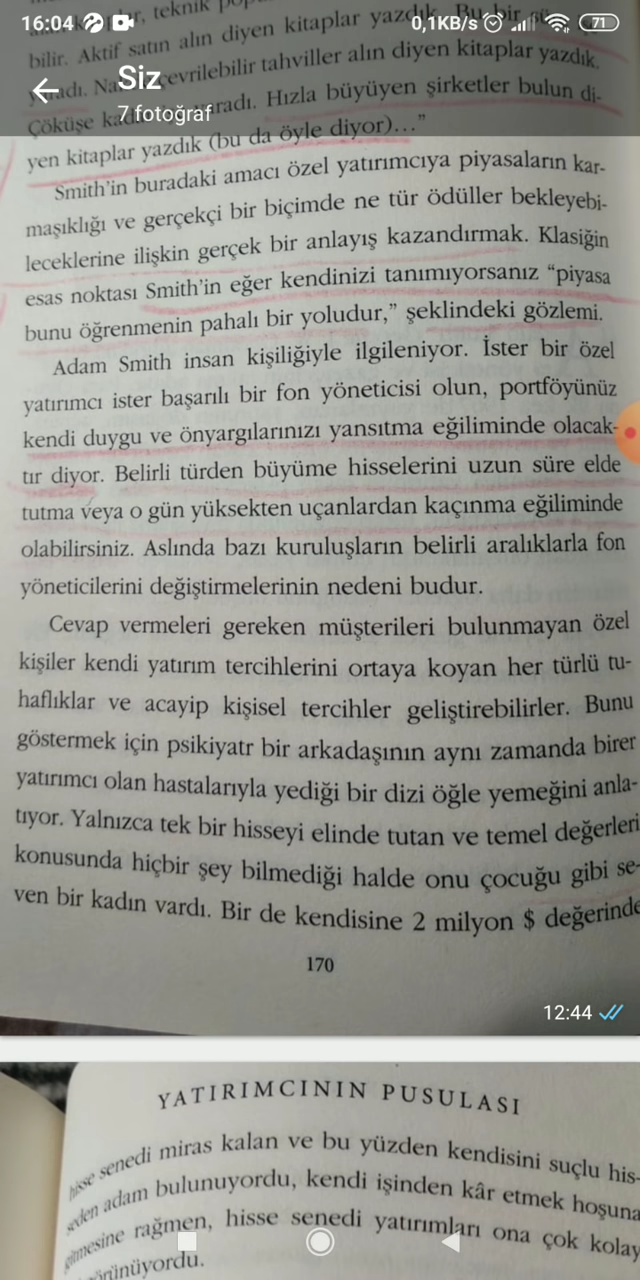 16:04 0,1KB/s 71
bilir. Aktif satın alın diyen kitaplar yazdık. Bu bir
Siz
yaradı. çevrilebilir tahviller alın diyen kitaplar yazdık,
7 fotoğraf
Çöküşe yaradı. Hızla büyüyen şirketler bulun di-
yen kitaplar yazdık (bu da öyle diyor)…”
Smith’in buradaki amacı özel yatırımcıya piyasaların kar-
maşıklığı ve gerçekçi bir biçimde ne tür ödüller bekleyebi-
leceklerine ilişkin gerçek bir anlayış kazandırmak. Klasiğin
esas noktası Smith’in eğer kendinizi tanımıyorsanız “piyasa
bunu öğrenmenin pahalı bir yoludur,” şeklindeki gözlemi.
Adam Smith insan kişiliğiyle ilgileniyor. İster bir özel
yatırımcı ister başarılı bir fon yöneticisi olun, portföyünüz
kendi duygu ve önyargılarınızı yansıtma eğiliminde olacak-
tır diyor. Belirli türden büyüme hisselerini uzun süre elde
tutma veya o gün yüksekten uçanlardan kaçınma eğiliminde
olabilirsiniz. Aslında bazı kuruluşların belirli aralıklarla fon
yöneticilerini değiştirmelerinin nedeni budur.
Cevap vermeleri gereken müşterileri bulunmayan özel
kişiler kendi yatırım tercihlerini ortaya koyan her türlü tu-
haflıklar ve acayip kişisel tercihler geliştirebilirler. Bunu
göstermek için psikiyatr bir arkadaşının aynı zamanda birer
yatırımcı olan hastalarıyla yediği bir dizi öğle yemeğini anla-
tıyor. Yalnızca tek bir hisseyi elinde tutan ve temel değerleri
konusunda hiçbir şey bilmediği halde onu çocuğu gibi se-
ven bir kadın vardı. Bir de kendisine 2 milyon $ değerinde
170
12:44
YATIRIMCININ PUSULASI
hisse senedi miras kalan ve bu yüzden kendisini suçlu his-
seden adam bulunuyordu, kendi işinden kâr etmek hoşuna
gitmesine rağmen, hisse senedi yatırımları ona çok kolay
görünüyordu.